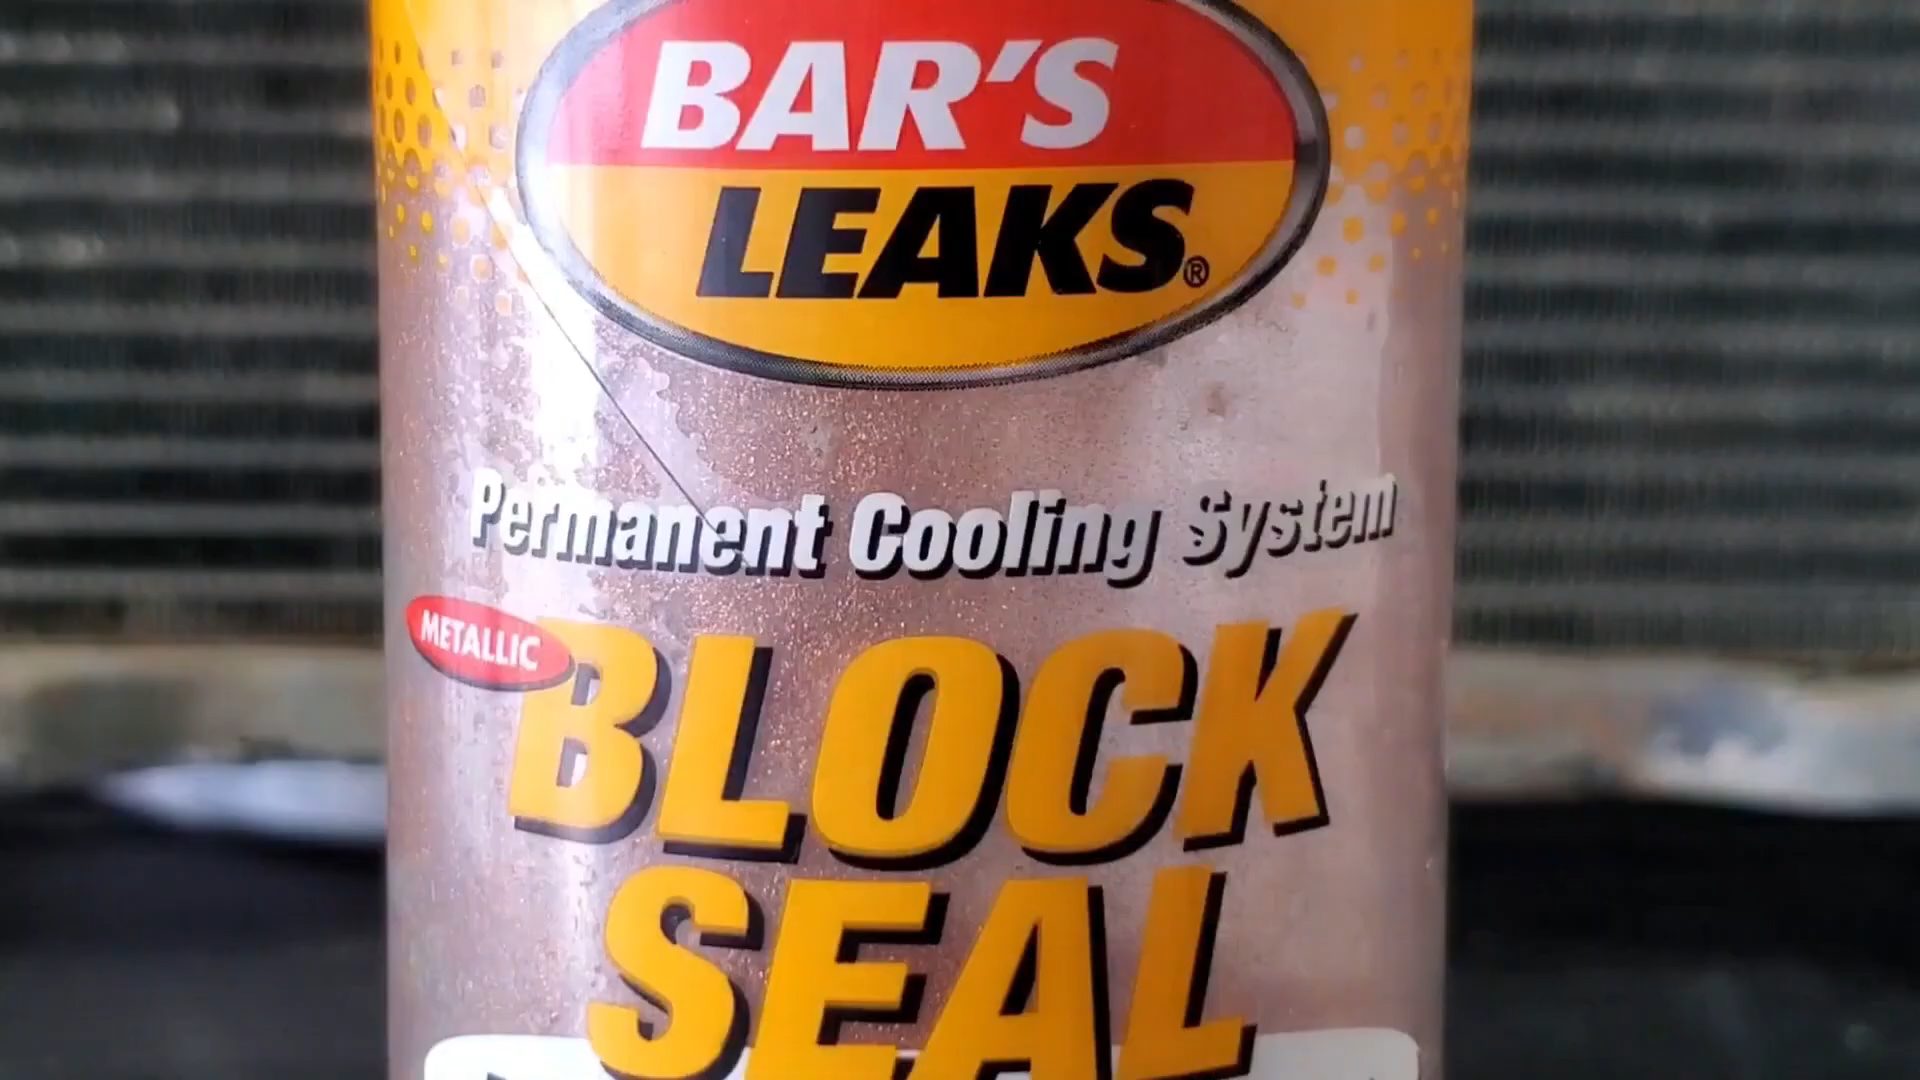 BAR'S
LEAKS®
Permanent Cooling System
METALLIC
BLOCK
SEAL